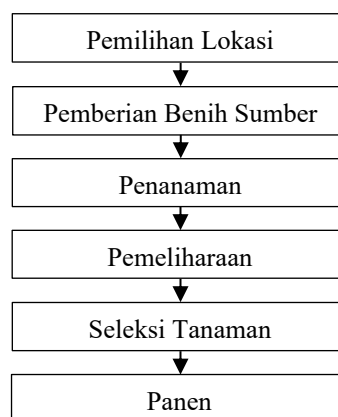 Pemilihan Lokasi
Pemberian Benih Sumber
Penanaman
Pemeliharaan
Seleksi Tanaman
Panen